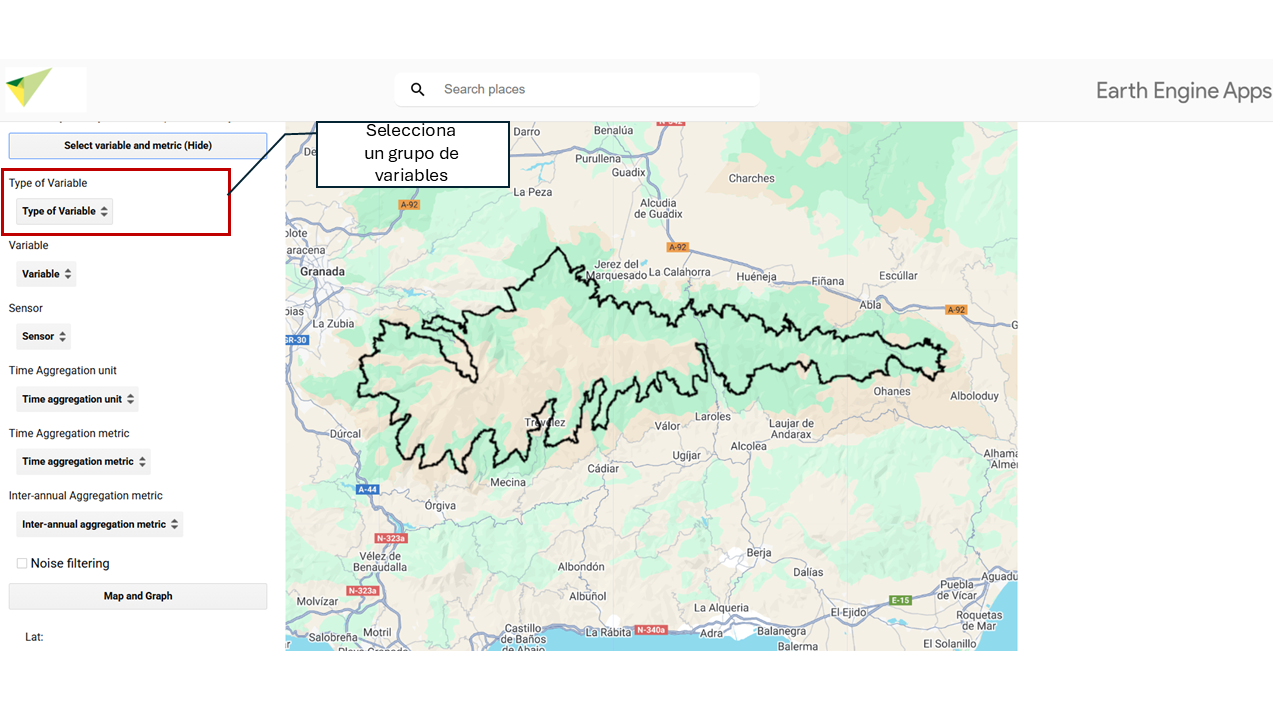 Search places
Earth Engine Apps
Select variable and metric (Hide)
Type of Variable
Type of Variable
Variable
Variable
Sensor
Sensor
Time Aggregation unit
Time aggregation unit
Time Aggregation metric
Time aggregation metric
Inter-annual Aggregation metric
Inter-annual aggregation metric
Noise filtering
Map and Graph
Lat:
Selecciona
un grupo de
variables
Darro
Benalúa
Purullena
Guadix
Charches
La Peza
A-92
Alcudia
de Guadix
A-92
Granada
Jerez del
Marquesado
La Calahorra
Huéneja
Fiñana
Escúllar
Abla
A-92
La Zubia
GR-30
Ohanes
Alboloduy
Trevélez
Laroles
Válor
Laujar de
Andarax
Dúrcal
Alcolea
Ugíjar
Cádiar
Mecina
A-44
Órgiva
N-323a
Vélez de
Benaudalla
Berja
Albondón
Dalías
N-323a
Albuñol
Molvízar
La Alqueria
E-15
El-Ejido
Puebla
de Vícar
Roquetas
de Mar
Motril
Salobreña
Castillo
de Baños
de Abajo
La Rábita
N-340a
Adra
Balanegra
Balerma
El Solanillo